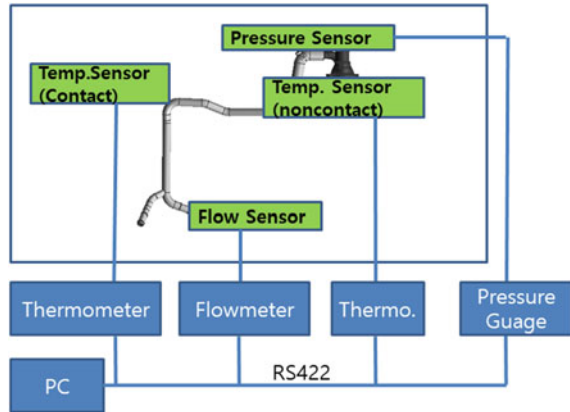 Pressure Sensor
Temp.Sensor
(Contact)
Temp. Sensor
(noncontact)
Flow Sensor
Thermometer
Flowmeter
Thermo.
Pressure
Guage
RS422
PC